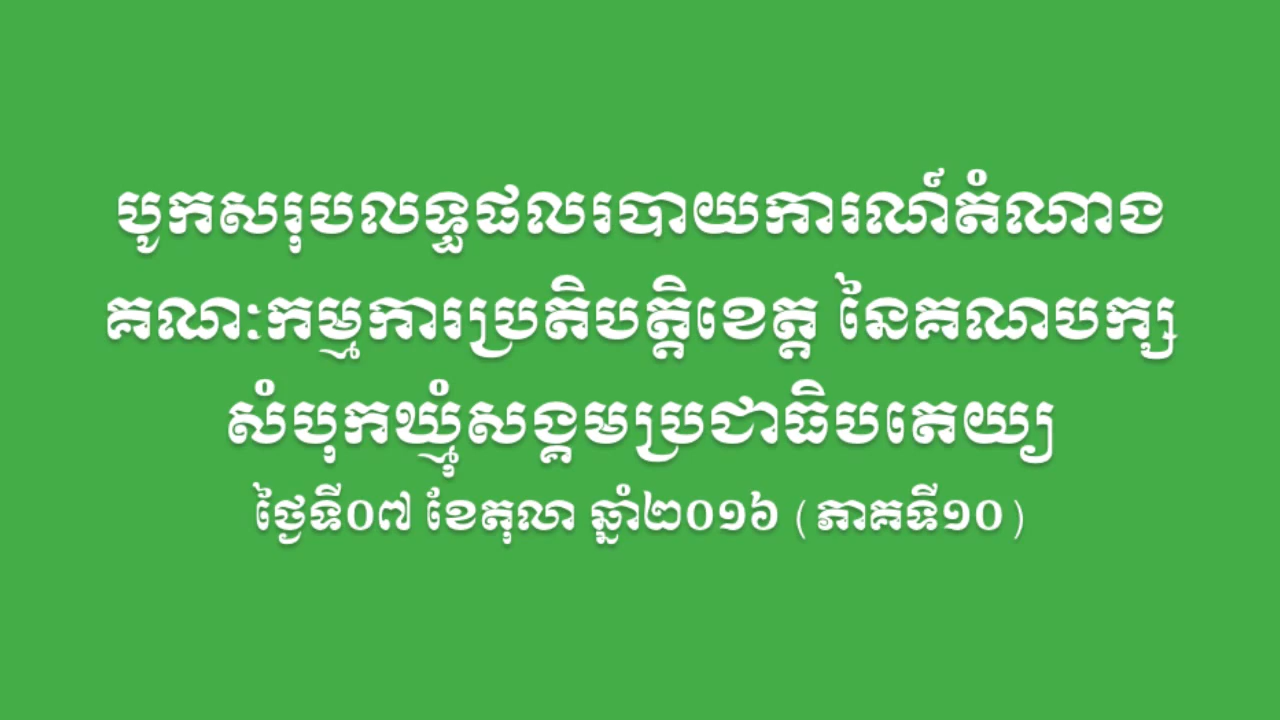 បូកសរុបលទ្ធផលរបាយការណ៍តំណាង
គណៈកម្មការប្រតិបត្តិខេត្ត នៃគណបក្ស
សំបុកឃ្មុំសង្គមប្រជាធិបតេយ្យ
ថ្ងៃទី០៧ ខែតុលា ឆ្នាំ២០១៦ (ភាគទី១០)